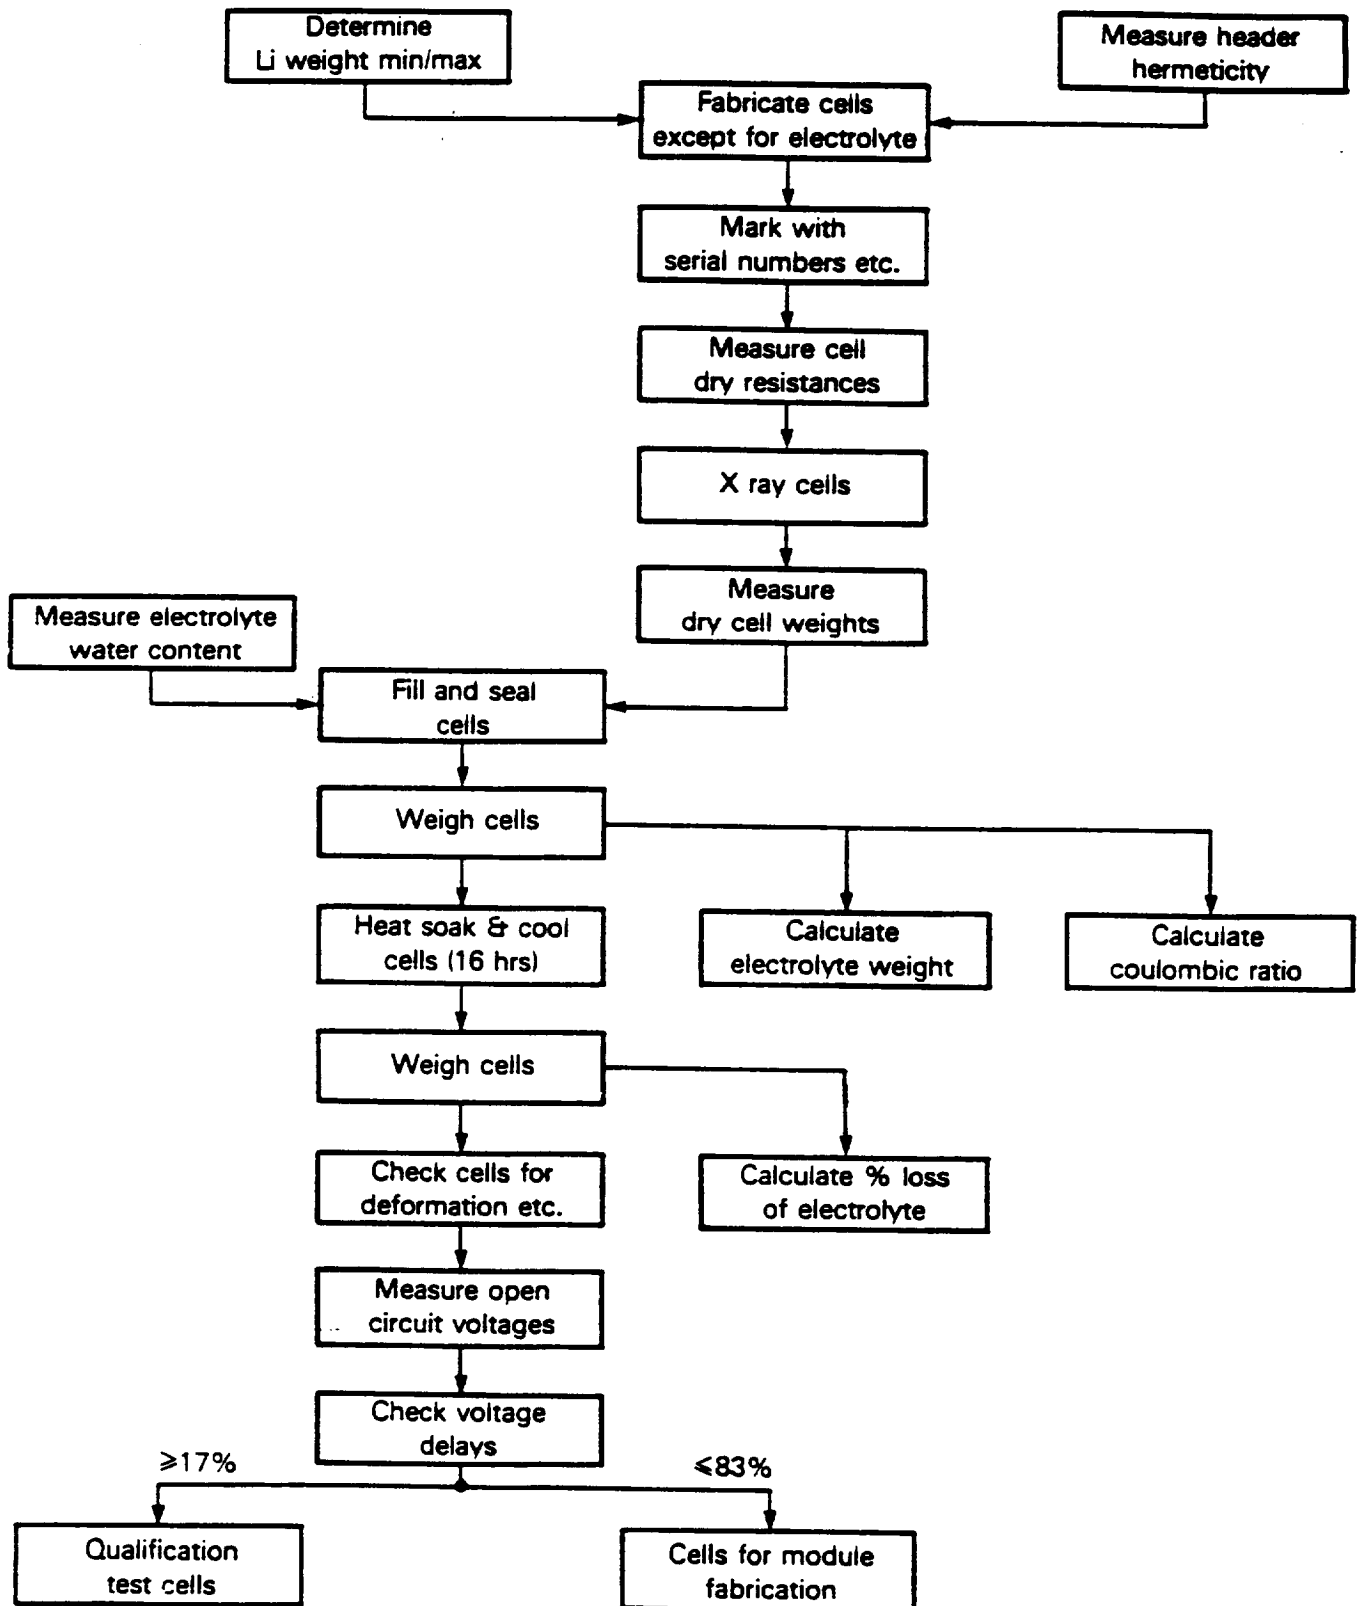 Determine
Li weight min/max
Measure header
hermeticity
Fabricate cells
except for electrolyte
Mark with
serial numbers etc.
Measure cell
dry resistances
X ray cells
Measure
dry cell weights
Measure electrolyte
water content
Fill and seal
cells
Weigh cells
Heat soak & cool
cells (16 hrs)
Calculate
electrolyte weight
Calculate
coulombic ratio
Weigh cells
Check cells for
deformation etc.
Calculate % loss
of electrolyte
Measure open
circuit voltages
Check voltage
delays
⩾17%
⩽83%
Qualification
test cells
Cells for module
fabrication